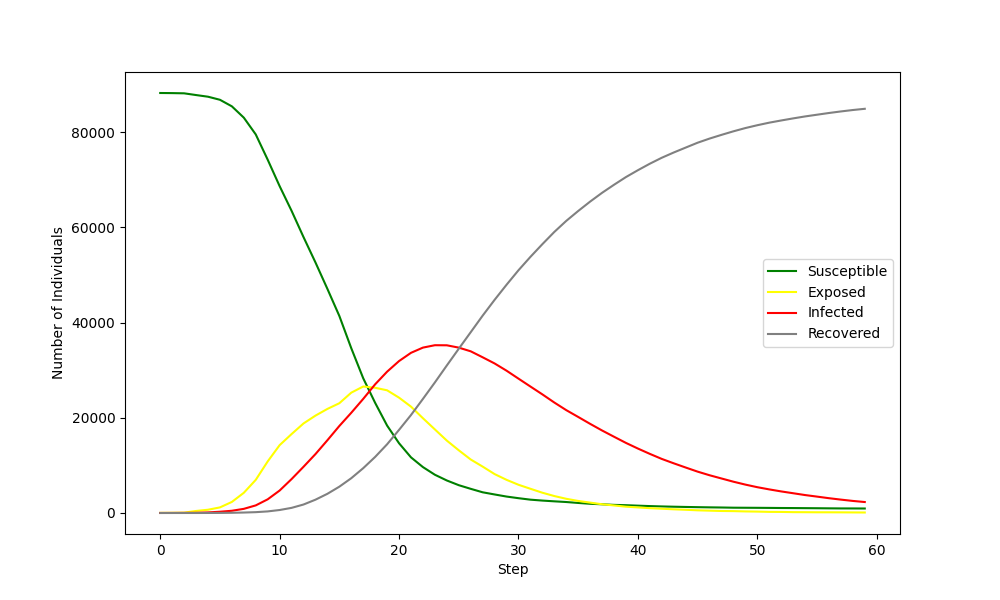 80000
60000
40000
20000
0
Number of Individuals
0 10 20 30 40 50 60
Step
Susceptible
Exposed
Infected
Recovered